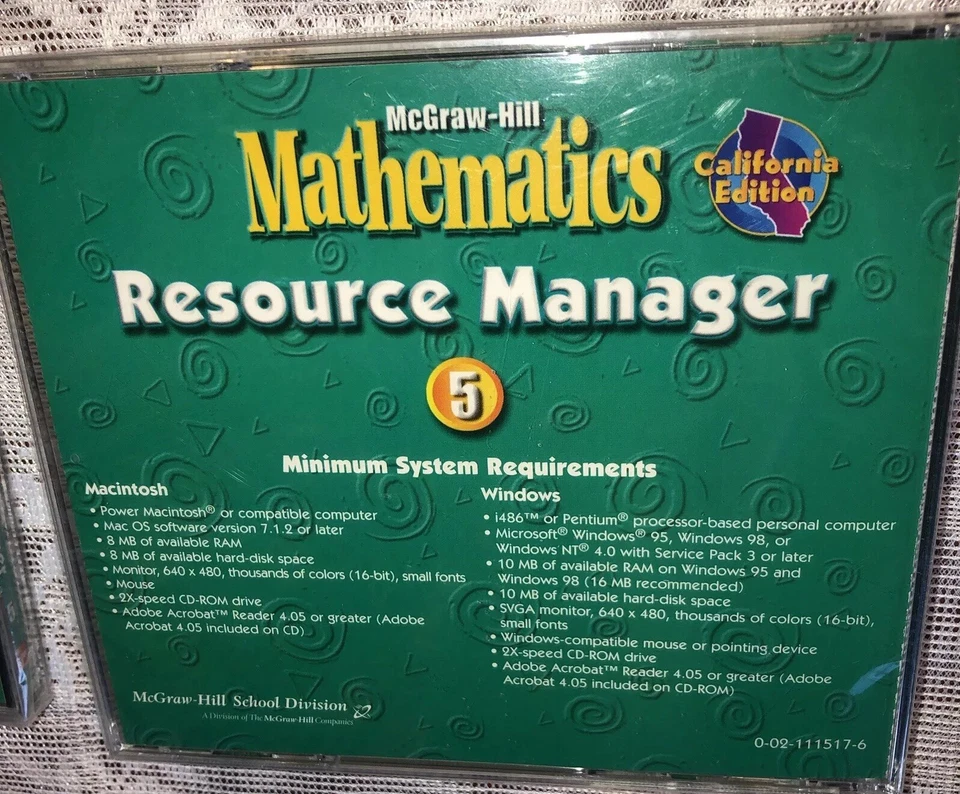 McGraw-Hill
Mathematics
California
Edition
Resource Manager
5
Minimum System Requirements
Macintosh
• Power Macintosh® or compatible computer
• Mac OS software version 7.1.2 or later
• 8 MB of available RAM
• 8 MB of available hard-disk space
• Monitor, 640 x 480, thousands of colors (16-bit), small fonts
• Mouse
• 2X-speed CD-ROM drive
• Adobe Acrobat™ Reader 4.05 or greater (Adobe
Acrobat 4.05 included on CD)
Windows
• i486™ or Pentium® processor-based personal computer
• Microsoft® Windows® 95, Windows 98, or
Windows NT® 4.0 with Service Pack 3 or later
• 10 MB of available RAM on Windows 95 and
Windows 98 (16 MB recommended)
• 10 MB of available hard-disk space
• SVGA monitor, 640 x 480, thousands of colors (16-bit),
small fonts
• Windows-compatible mouse or pointing device
• 2X-speed CD-ROM drive
• Adobe Acrobat™ Reader 4.05 or greater (Adobe
Acrobat 4.05 included on CD-ROM)
McGraw-Hill School Division
A Division of The McGraw-Hill Companies
0-02-111517-6